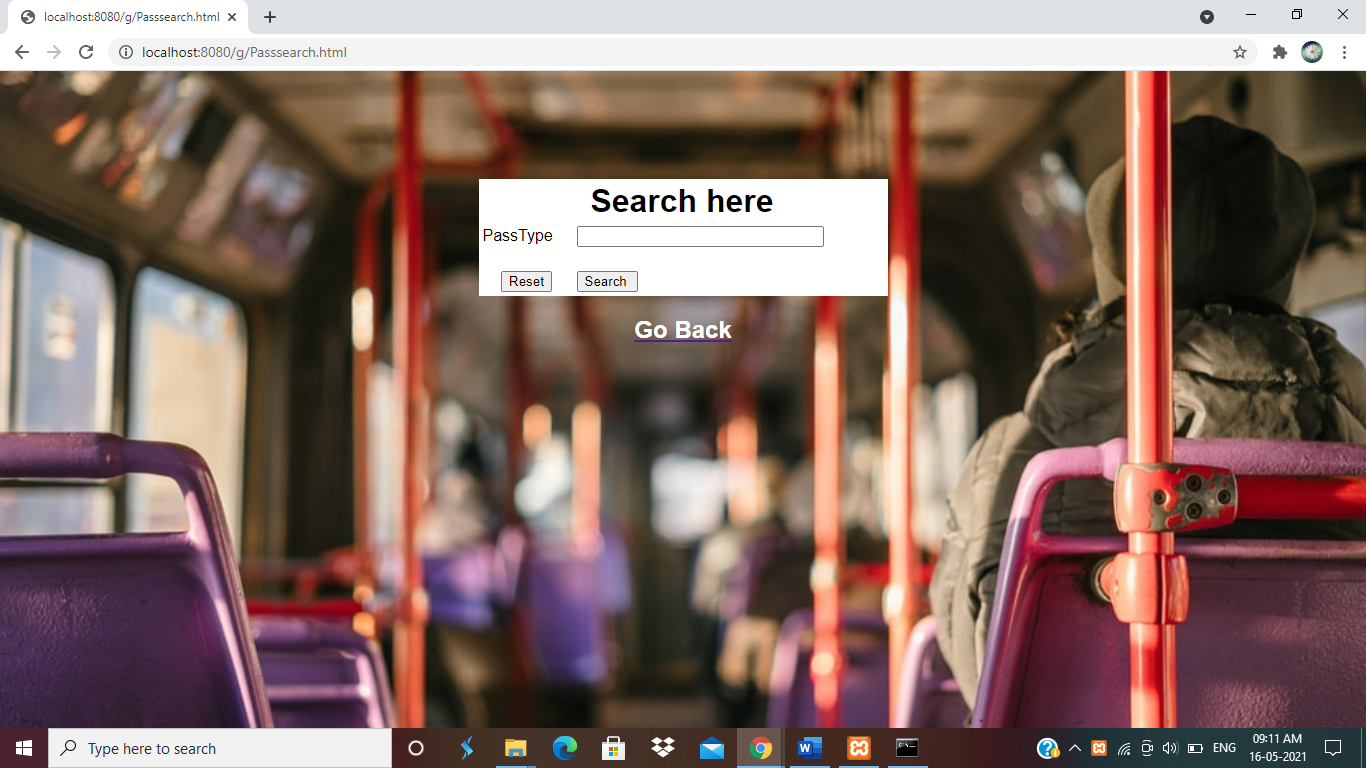 localhost:8080/g/Passsearch.html
localhost:8080/g/Passsearch.html
Search here
PassType
Reset Search
Go Back
Type here to search
ENG
09:11 AM
16-05-2021